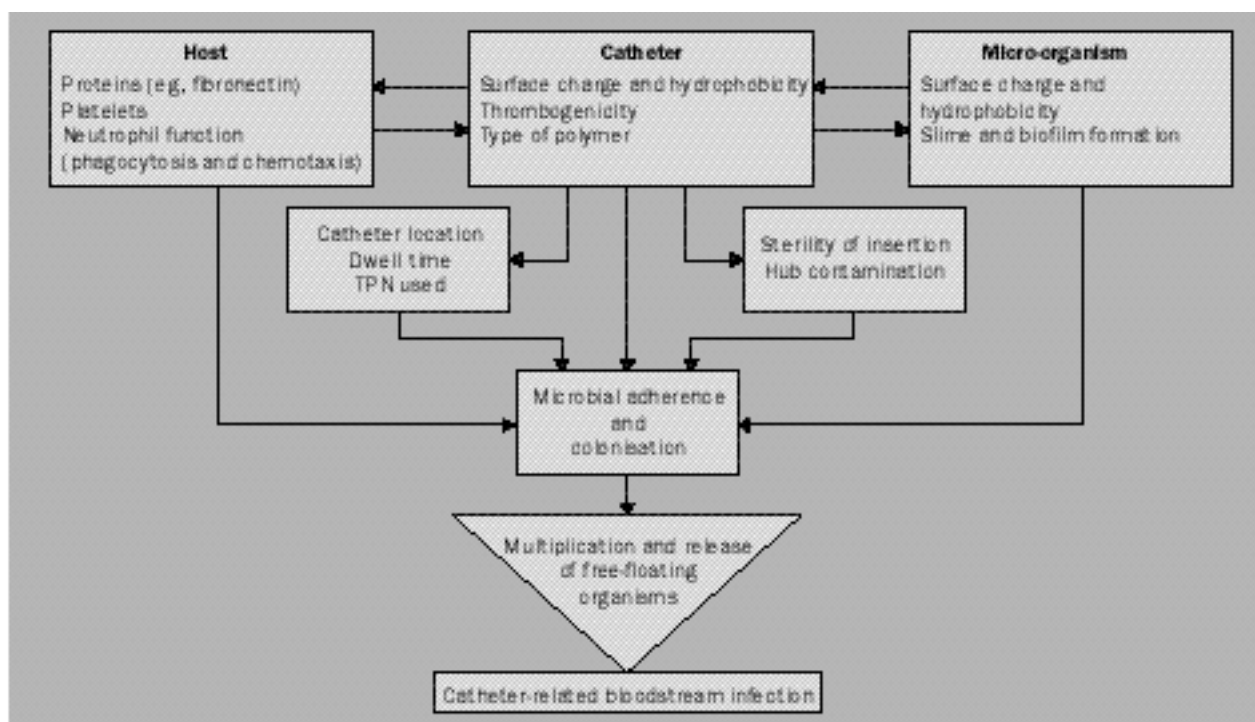 Host
Proteins (eg, fibronectin)
Platelets
Neutrophil function
(phagocytosis and chemotaxis)
Catheter
Surface charge and hydrophobicity
Thrombogenicity
Type of polymer
Micro-organism
Surface charge and
hydrophobicity
Slime and biofilm formation
Catheter location
Dwell time
TPN used
Sterility of insertion
Hub contamination
Microbial adherence
and
colonisation
Multiplication and release
of free-floating
organisms
Catheter-related bloodstream infection